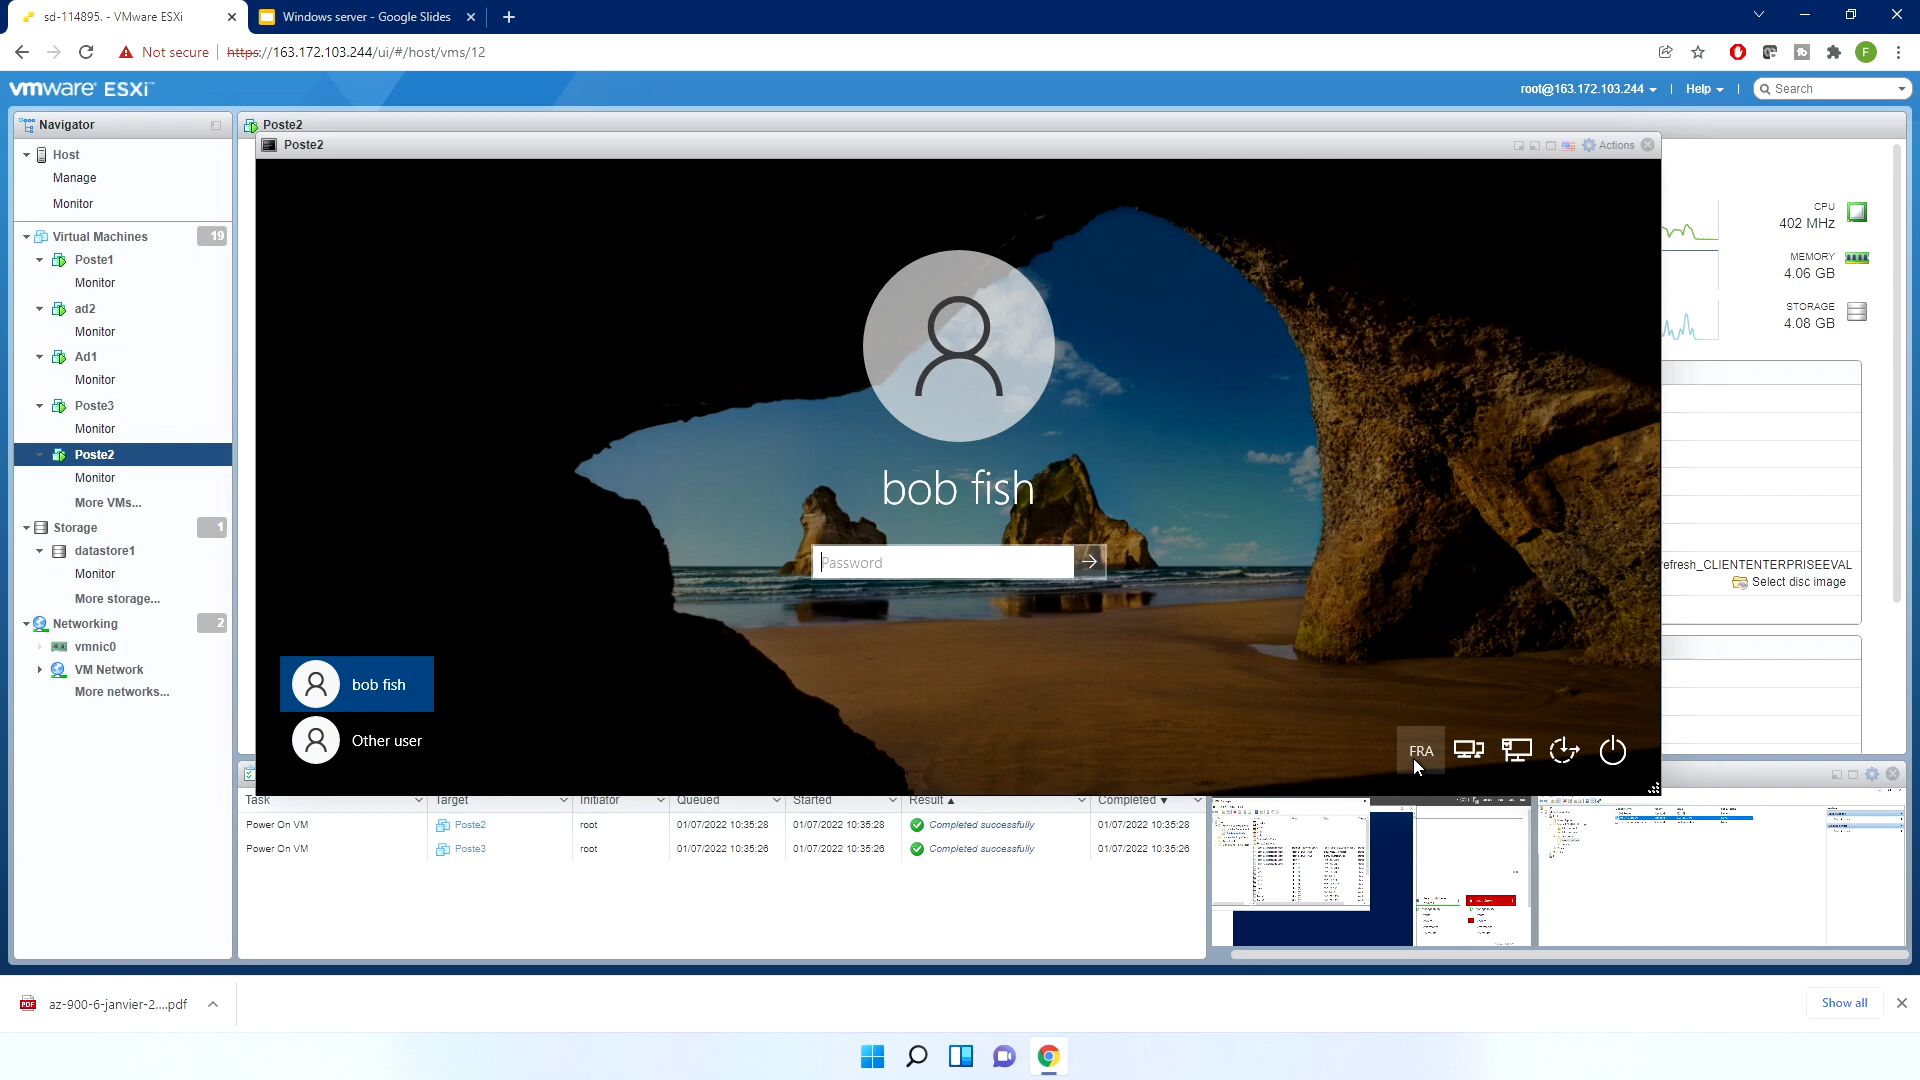 sd-114895. - VMware ESXi
Windows server - Google Slides
Not secure
https://163.172.103.244/ui/#/host/vms/12
F
vmware ESXi
root@163.172.103.244
Help
Search
Navigator
Host
Manage
Monitor
Virtual Machines 19
Poste1
Monitor
ad2
Monitor
Ad1
Monitor
Poste3
Monitor
Poste2
Monitor
More VMs...
Storage 1
datastore1
Monitor
More storage...
Networking 2
vmnic0
VM Network
More networks...
Poste2
Poste2
Actions
bob fish
Password
bob fish
Other user
FRA
CPU
402 MHz
MEMORY
4.06 GB
STORAGE
4.08 GB
efresh_CLIENTENTERPRISEEVAL
Select disc image
Task Target Initiator Queued Started Result Completed
Power On VM Poste2 root 01/07/2022 10:35:28 01/07/2022 10:35:28 Completed successfully 01/07/2022 10:35:28
Power On VM Poste3 root 01/07/2022 10:35:26 01/07/2022 10:35:26 Completed successfully 01/07/2022 10:35:26
PDF
az-900-6-janvier-2....pdf
Show all